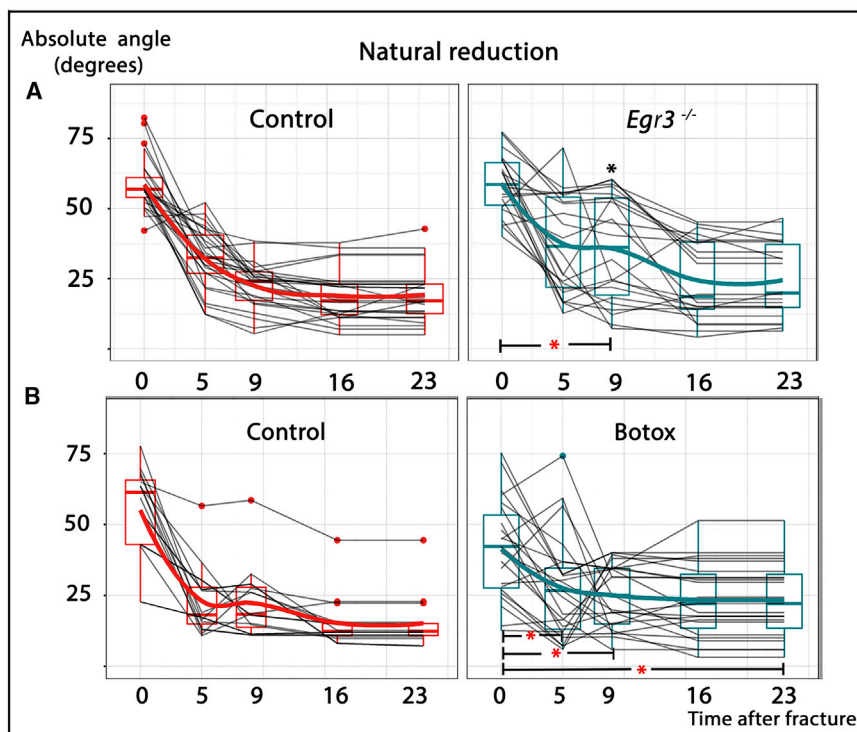 Absolute angle
(degrees)
Natural reduction
A
Control
Egr3 -/-
75
50
25
*
*
0 5 9 16 23
0 5 9 16 23
B
Control
Botox
75
50
25
*
*
*
0 5 9 16 23
0 5 9 16 23
Time after fracture